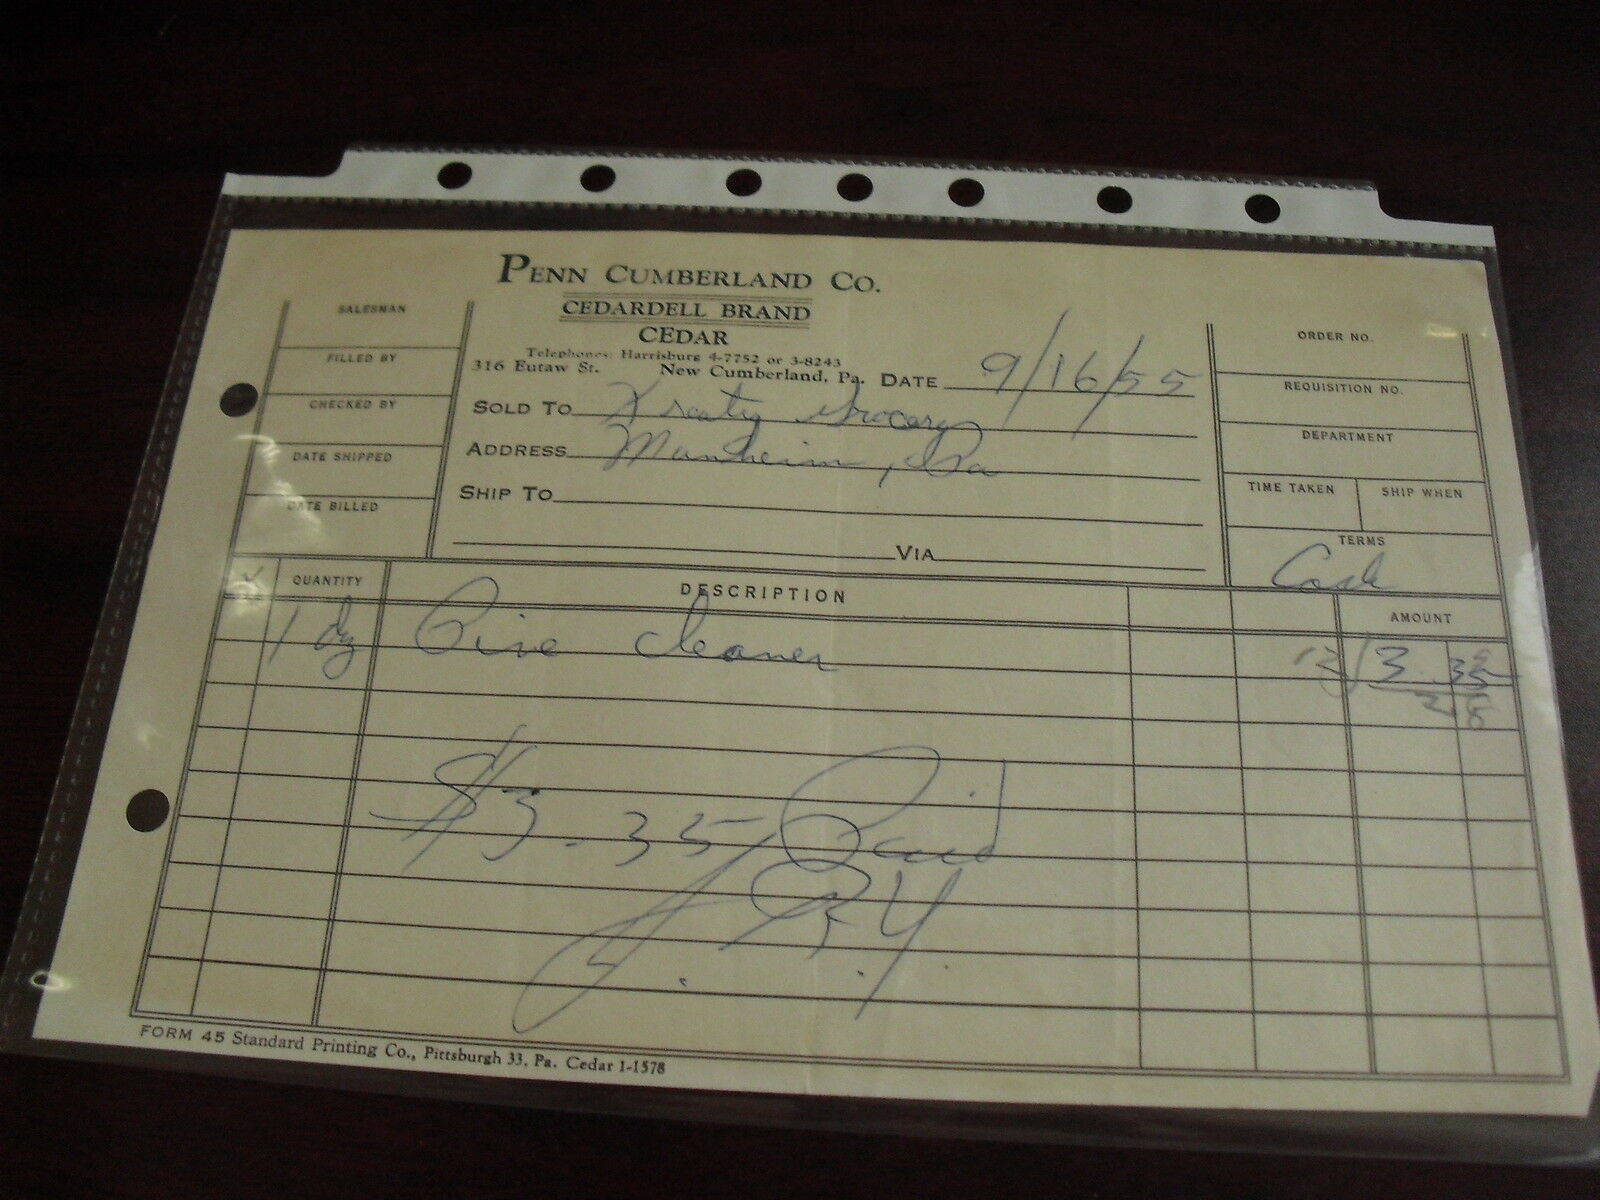 PENN CUMBERLAND CO.
CEDARDELL BRAND
CEDAR
Telephones: Harrisburg 4-7752 or 3-8243
316 Eutaw St. New Cumberland, Pa. DATE 9/16/55
SALESMAN
FILLED BY
CHECKED BY
DATE SHIPPED
DATE BILLED
SOLD TO Grocery
ADDRESS Manheim, Pa
SHIP TO
VIA
ORDER NO.
REQUISITION NO.
DEPARTMENT
TIME TAKEN SHIP WHEN
TERMS
Cash
QUANTITY DESCRIPTION AMOUNT
1 dz Pine cleaner 12 3.35
28
$3.35 Paid
FORM 45 Standard Printing Co., Pittsburgh 33, Pa. Cedar 1-1578